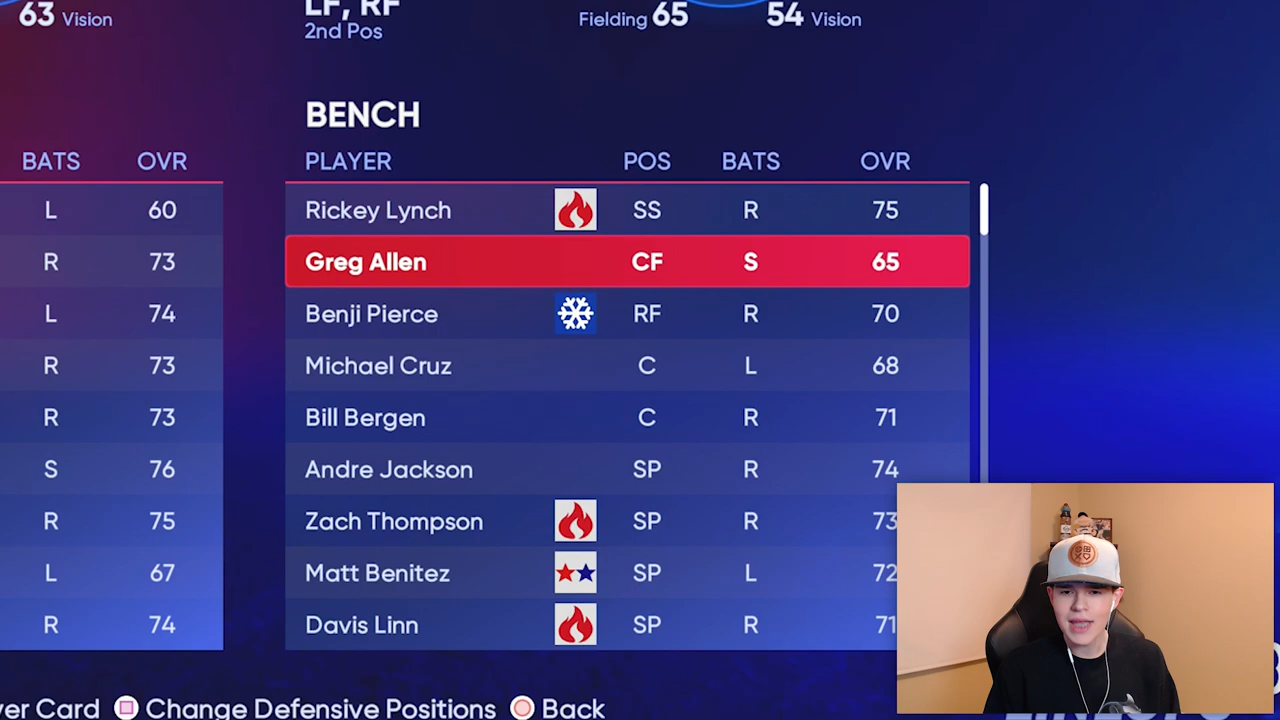 63 Vision
LF, RF
2nd Pos
Fielding 65
54 Vision
BENCH
BATS OVR
L 60
R 73
L 74
R 73
R 73
S 76
R 75
L 67
R 74
PLAYER POS BATS OVR
Rickey Lynch SS R 75
Greg Allen CF S 65
Benji Pierce RF R 70
Michael Cruz C L 68
Bill Bergen C R 71
Andre Jackson SP R 74
Zach Thompson SP R 73
Matt Benitez SP L 72
Davis Linn SP R 71
yer Card Change Defensive Positions Back